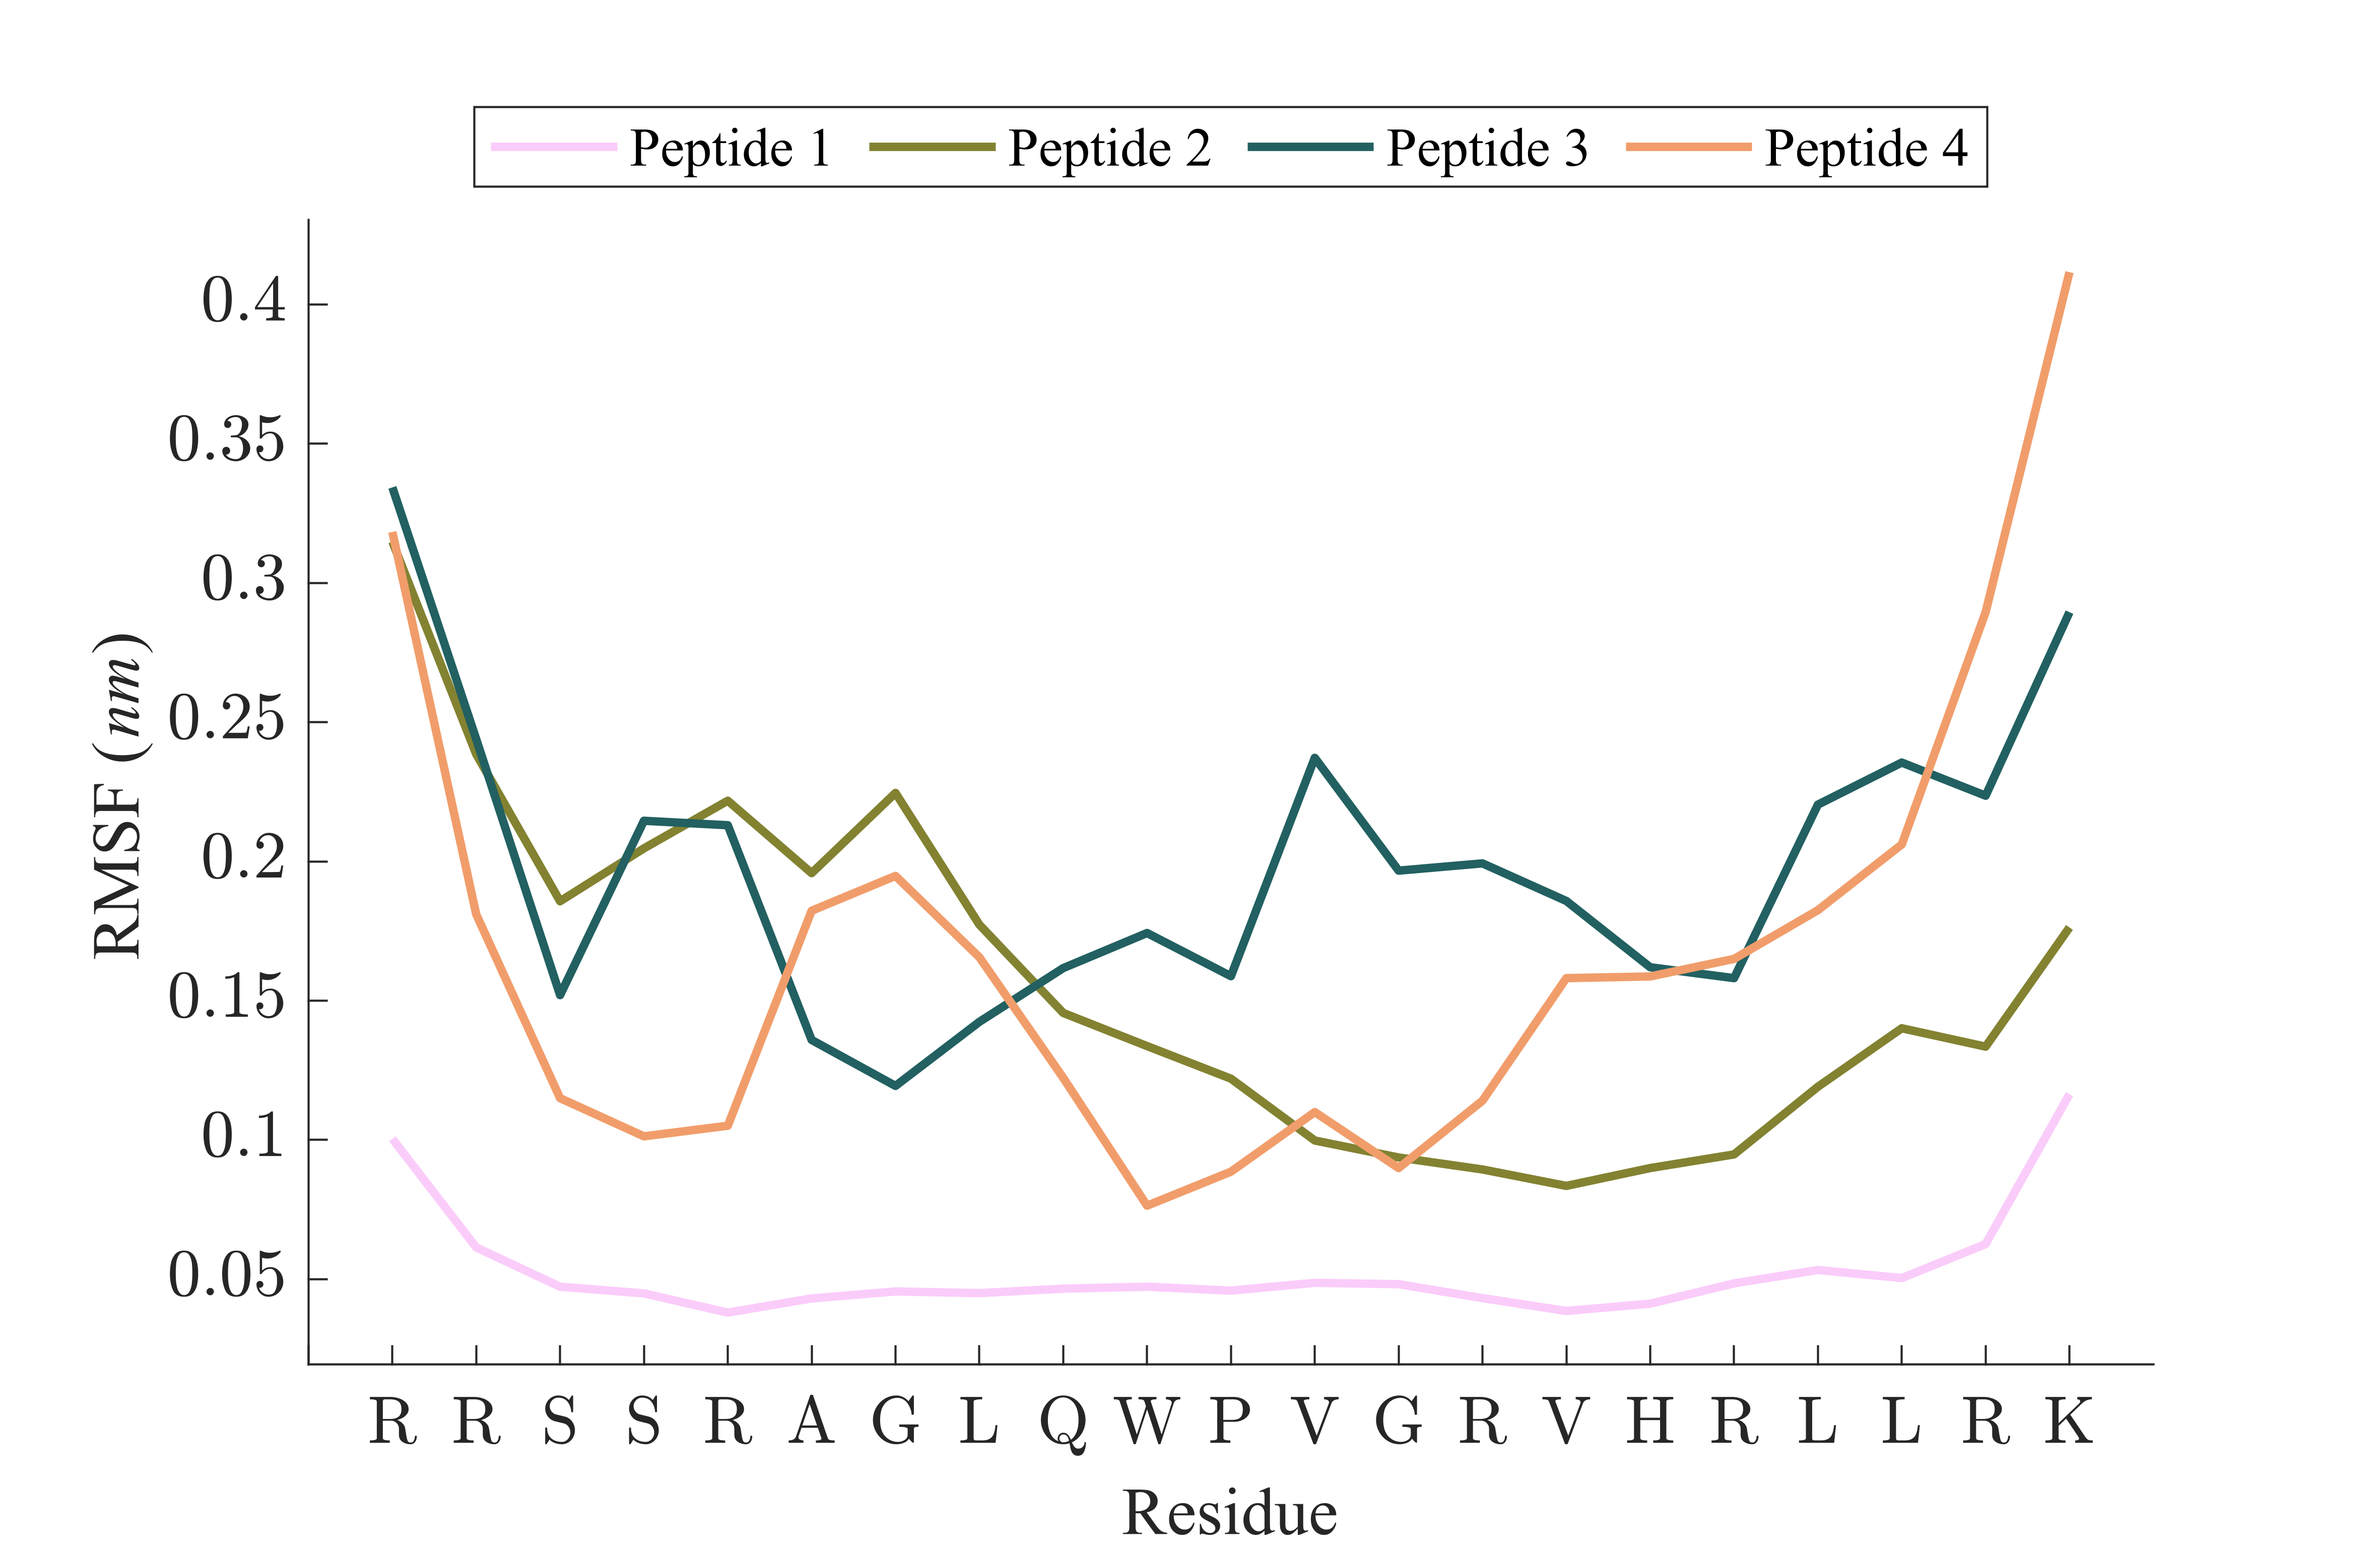 Peptide 1 Peptide 2 Peptide 3 Peptide 4
0.4
0.35
0.3
0.25
0.2
0.15
0.1
0.05
RMSF (nm)
R R S S R A G L Q W P V G R V H R L L R K
Residue